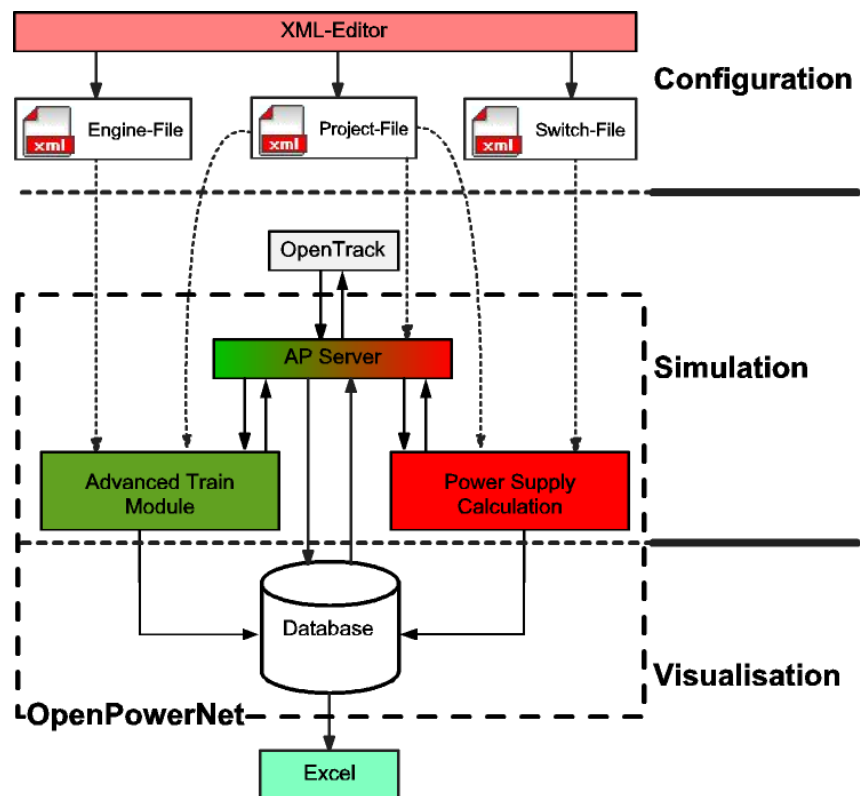 XML-Editor
Configuration
xml
Engine-File
xml
Project-File
xml
Switch-File
OpenTrack
AP Server
Simulation
Advanced Train
Module
Power Supply
Calculation
Database
Visualisation
OpenPowerNet
Excel